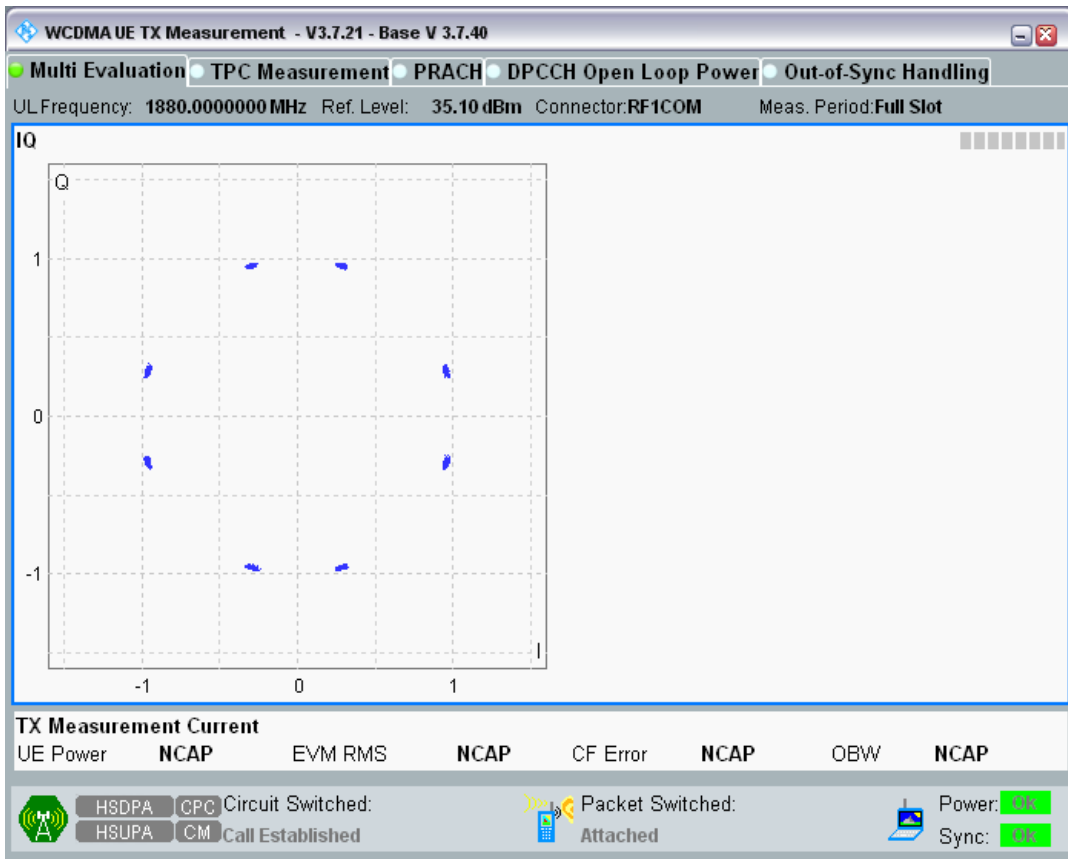 WCDMA UE TX Measurement - V3.7.21 - Base V 3.7.40
Multi Evaluation TPC Measurement PRACH DPCCH Open Loop Power Out-of-Sync Handling
UL Frequency: 1880.0000000 MHz Ref. Level: 35.10 dBm Connector:RF1COM Meas. Period:Full Slot
IQ
Q
1
0
-1
I
-1 0 1
TX Measurement Current
UE Power NCAP EVM RMS NCAP CF Error NCAP OBW NCAP
HSDPA CPC Circuit Switched: Packet Switched: Power: Ok
HSUPA CM Call Established Attached Sync: Ok